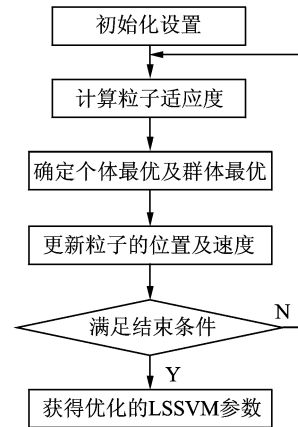 初始化设置
计算粒子适应度
确定个体最优及群体最优
更新粒子的位置及速度
满足结束条件
N
Y
获得优化的LSSVM参数